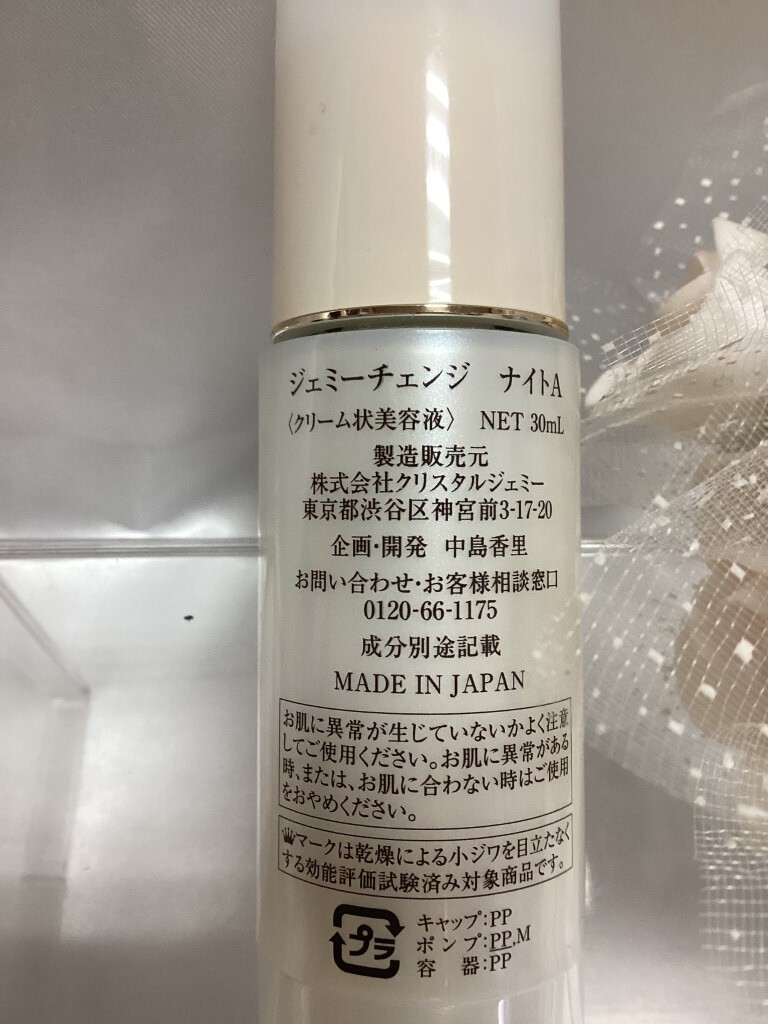 ジェミーチェンジ ナイトA
〈クリーム状美容液〉 NET 30mL
製造販売元
株式会社クリスタルジェミー
東京都渋谷区神宮前3-17-20
企画・開発 中島香里
お問い合わせ・お客様相談窓口
0120-66-1175
成分別途記載
MADE IN JAPAN
お肌に異常が生じていないかよく注意
してご使用ください。お肌に異常がある
時、または、お肌に合わない時はご使用
をおやめください。
マークは乾燥による小ジワを目立たなく
する効能評価試験済み対象商品です。
プラ
キャップ:PP
ポンプ:PP,M
容器:PP